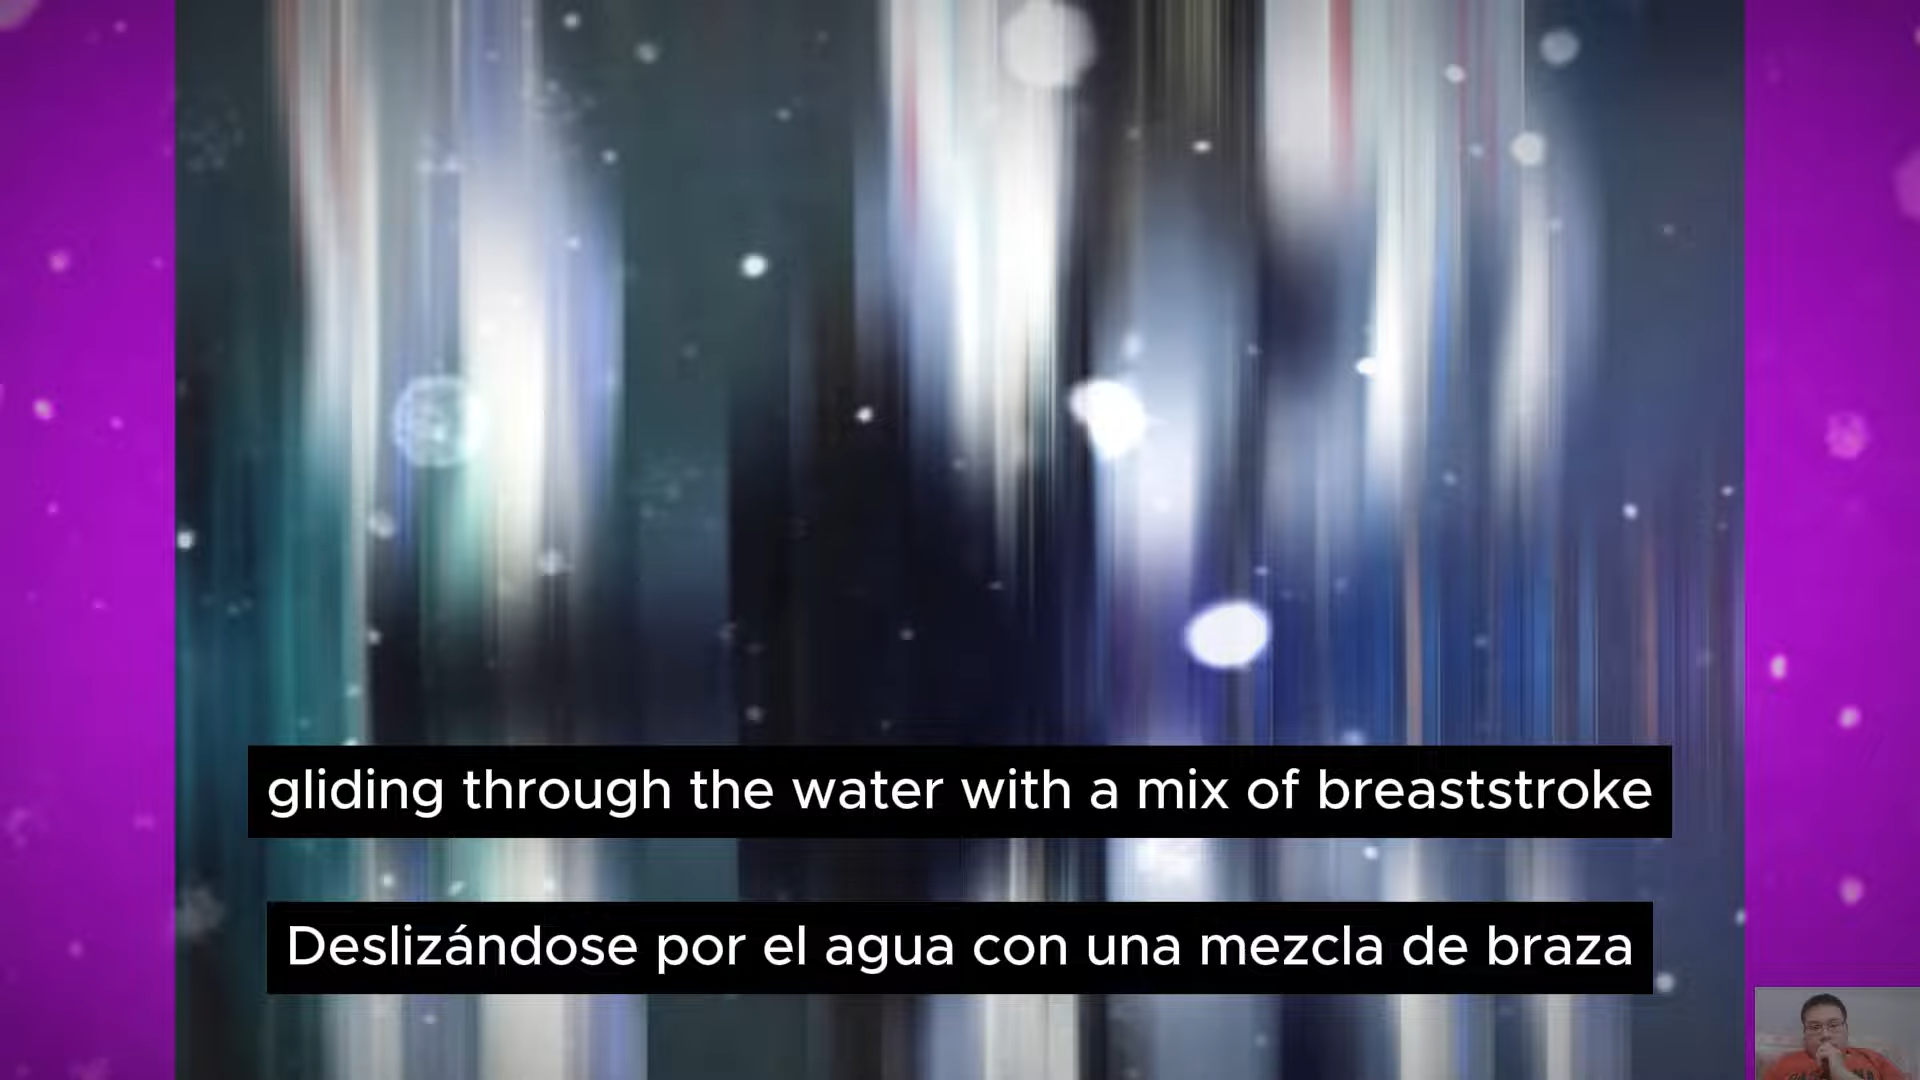 gliding through the water with a mix of breaststroke
Deslizándose por el agua con una mezcla de braza